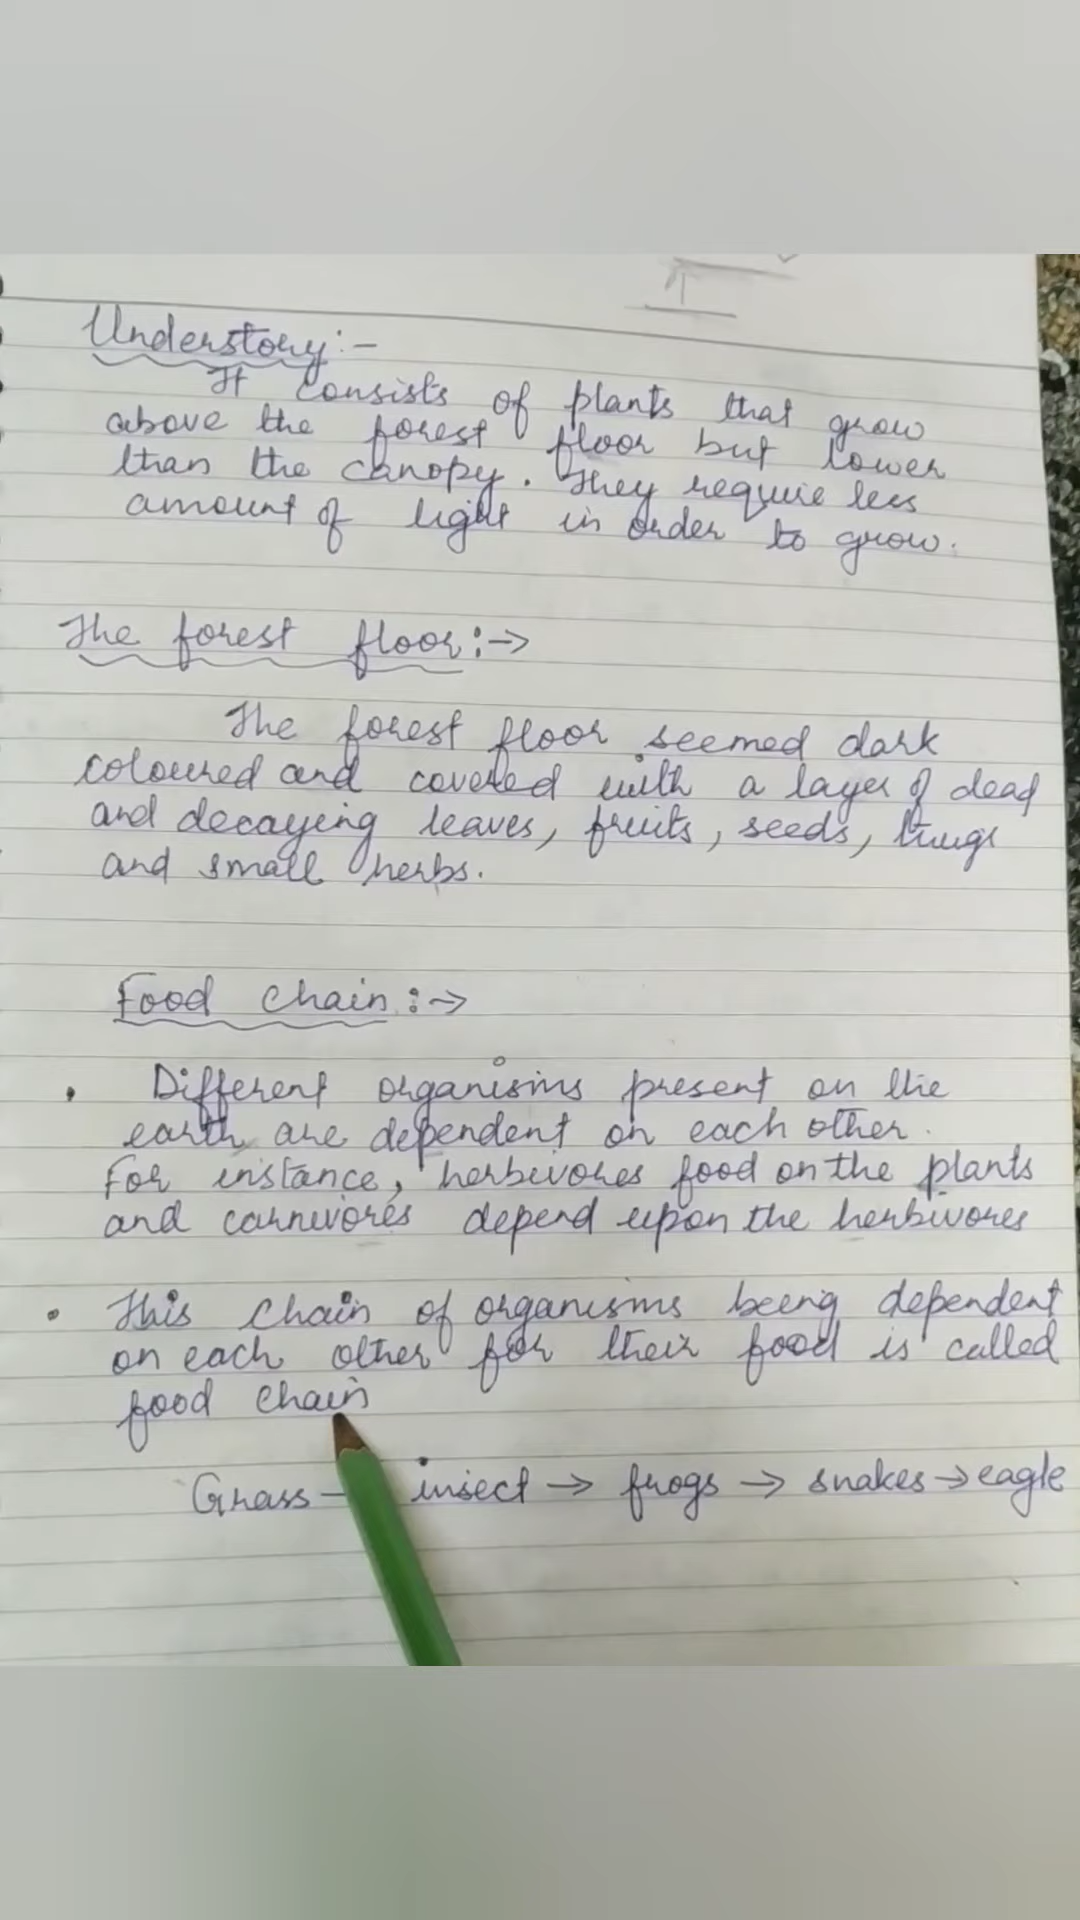 Understory:-
It consists of plants that grow
above the forest floor but lower
than the canopy. They require less
amount of light in order to grow.
The forest floor:→
The forest floor seemed dark
coloured and covered with a layer of dead
and decaying leaves, fruits, seeds, twigs
and small herbs.
Food chain:→
• Different organisms present on the
earth are dependent on each other.
For instance, herbivores food on the plants
and carnivores depend upon the herbivores
• This chain of organisms being dependent
on each other for their food is called
food chain
Grass → insect → frogs → snakes → eagle